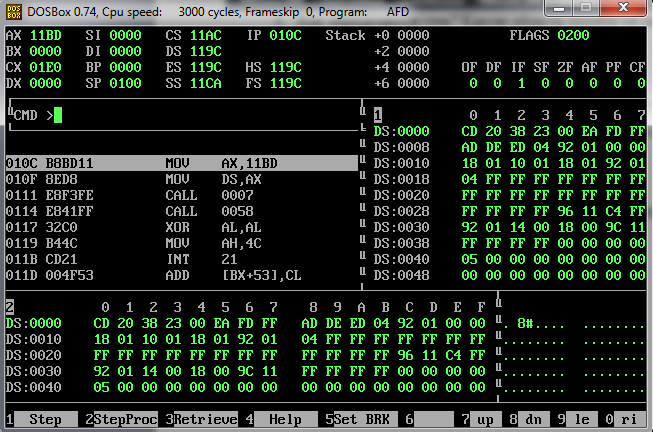 DOSBox 0.74, Cpu speed: 3000 cycles, Frameskip 0, Program: AFD
AX 11BD SI 0000 CS 11AC IP 010C Stack +0 0000 FLAGS 0200
BX 0000 DI 0000 DS 119C +2 0000
CX 01E0 BP 0000 ES 119C HS 119C +4 0000 OF DF IF SF ZF AF PF CF
DX 0000 SP 0100 SS 11CA FS 119C +6 0000 0 0 1 0 0 0 0 0
CMD >
1 0 1 2 3 4 5 6 7
DS:0000 CD 20 38 23 00 EA FD FF
DS:0008 AD DE ED 04 92 01 00 00
010C B8BD11 MOV AX,11BD DS:0010 18 01 10 01 18 01 92 01
010F 8ED8 MOV DS,AX DS:0018 04 FF FF FF FF FF FF FF
0111 E8F3FE CALL 0007 DS:0020 FF FF FF FF FF FF FF FF
0114 E841FF CALL 0058 DS:0028 FF FF FF FF 96 11 C4 FF
0117 32C0 XOR AL,AL DS:0030 92 01 14 00 18 00 9C 11
0119 B44C MOV AH,4C DS:0038 FF FF FF FF 00 00 00 00
011B CD21 INT 21 DS:0040 05 00 00 00 00 00 00 00
011D 004F53 ADD [BX+53],CL DS:0048 00 00 00 00 00 00 00 00
2 0 1 2 3 4 5 6 7 8 9 A B C D E F
DS:0000 CD 20 38 23 00 EA FD FF AD DE ED 04 92 01 00 00 . 8#.... ........
DS:0010 18 01 10 01 18 01 92 01 04 FF FF FF FF FF FF FF ........ ........
DS:0020 FF FF FF FF FF FF FF FF FF FF FF FF 96 11 C4 FF ........ ........
DS:0030 92 01 14 00 18 00 9C 11 FF FF FF FF 00 00 00 00 ........ ........
DS:0040 05 00 00 00 00 00 00 00 00 00 00 00 00 00 00 00 ........ ........
1 Step 2StepProc 3Retrieve 4 Help 5Set BRK 6 7 up 8 dn 9 le 0 ri